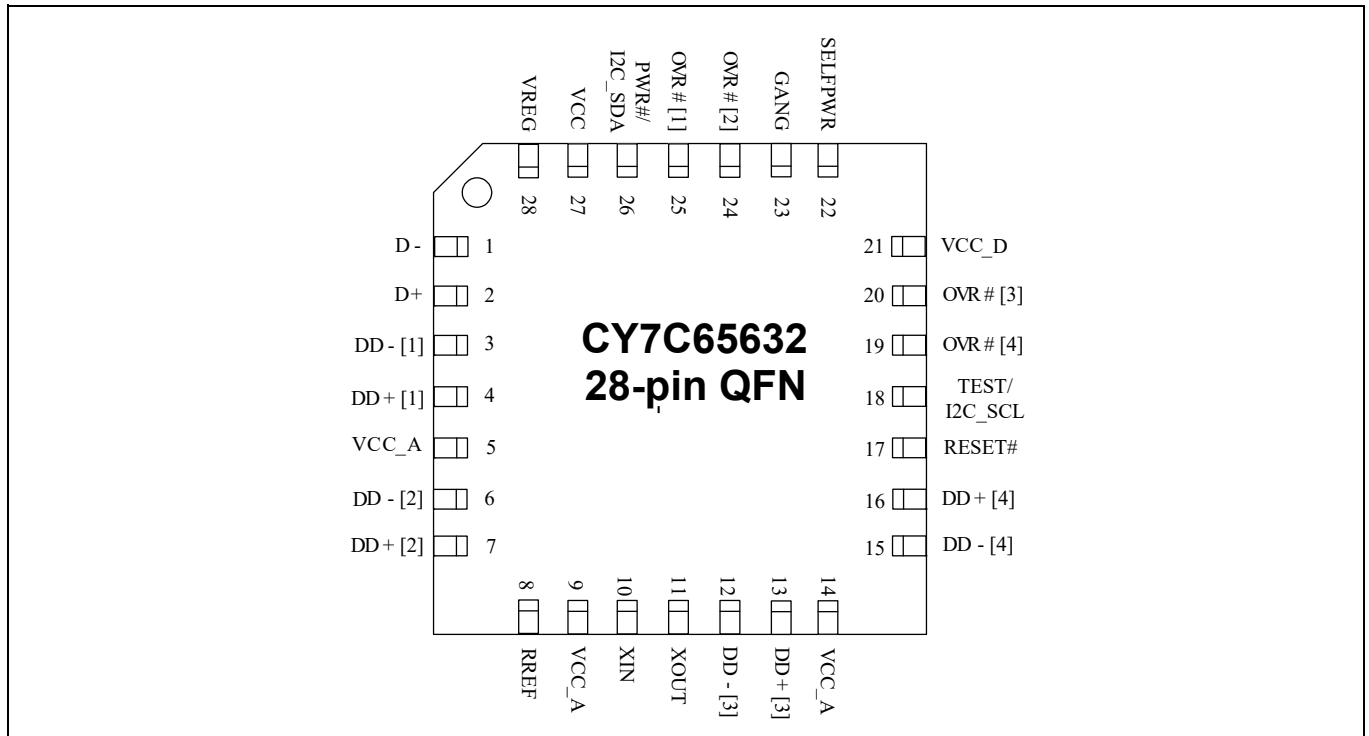 VREG
VCC
PWR#/
I2C_SDA
OVR # [1]
OVR # [2]
GANG
SELFPWR
28
27
26
25
24
23
22
D - 1
D+ 2
DD - [1] 3
DD + [1] 4
VCC_A 5
DD - [2] 6
DD + [2] 7
CY7C65632
28-pin QFN
21 VCC_D
20 OVR # [3]
19 OVR # [4]
18 TEST/
I2C_SCL
17 RESET#
16 DD + [4]
15 DD - [4]
8
9
10
11
12
13
14
RREF
VCC_A
XIN
XOUT
DD - [3]
DD + [3]
VCC_A